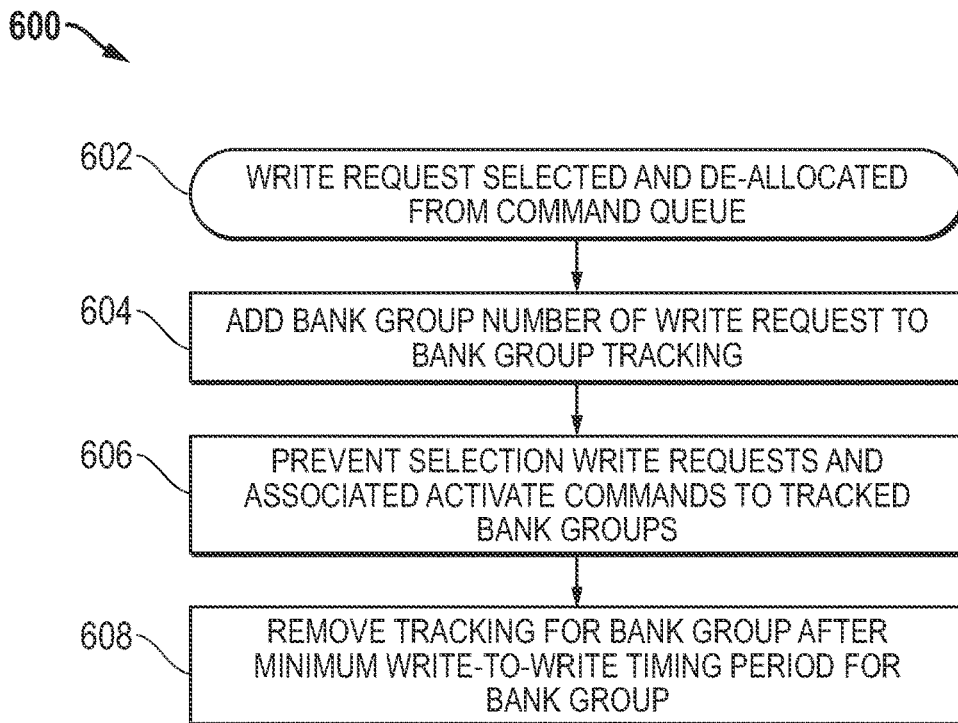 600
602
WRITE REQUEST SELECTED AND DE-ALLOCATED
FROM COMMAND QUEUE
604
ADD BANK GROUP NUMBER OF WRITE REQUEST TO
BANK GROUP TRACKING
606
PREVENT SELECTION WRITE REQUESTS AND
ASSOCIATED ACTIVATE COMMANDS TO TRACKED
BANK GROUPS
608
REMOVE TRACKING FOR BANK GROUP AFTER
MINIMUM WRITE-TO-WRITE TIMING PERIOD FOR
BANK GROUP